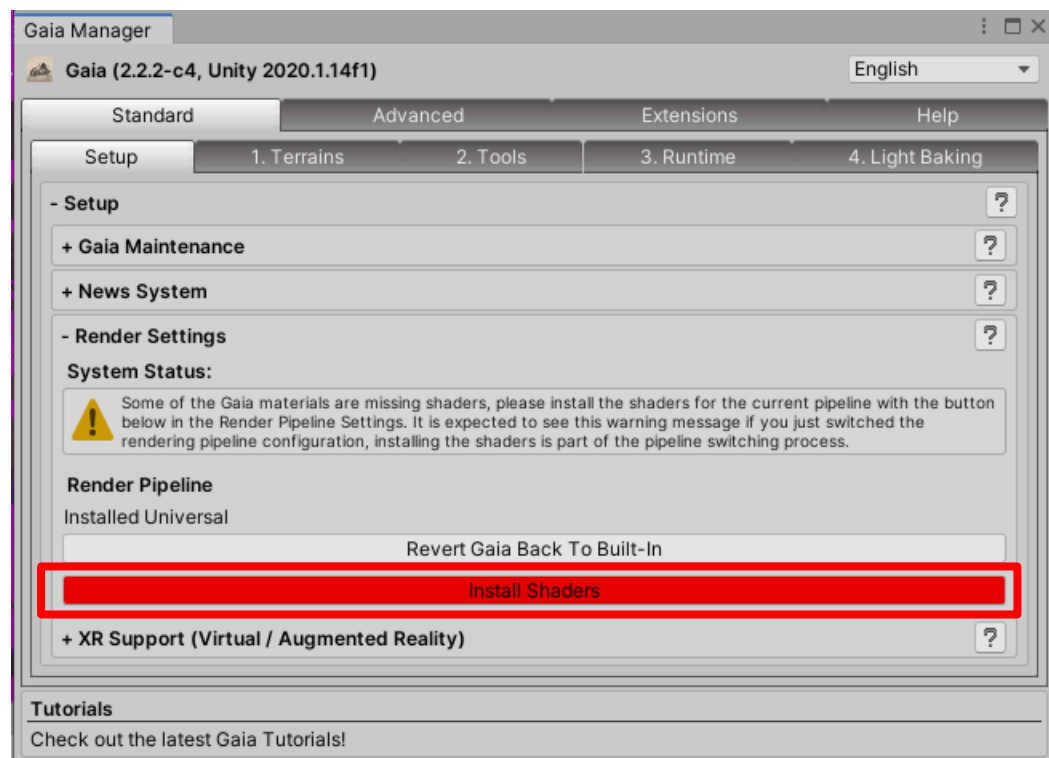 Gaia Manager
Gaia (2.2.2-c4, Unity 2020.1.14f1)
English
Standard
Advanced
Extensions
Help
Setup
1. Terrains
2. Tools
3. Runtime
4. Light Baking
- Setup
?
+ Gaia Maintenance
?
+ News System
?
- Render Settings
?
System Status:
Some of the Gaia materials are missing shaders, please install the shaders for the current pipeline with the button
below in the Render Pipeline Settings. It is expected to see this warning message if you just switched the
rendering pipeline configuration, installing the shaders is part of the pipeline switching process.
Render Pipeline
Installed Universal
Revert Gaia Back To Built-In
Install Shaders
+ XR Support (Virtual / Augmented Reality)
?
Tutorials
Check out the latest Gaia Tutorials!